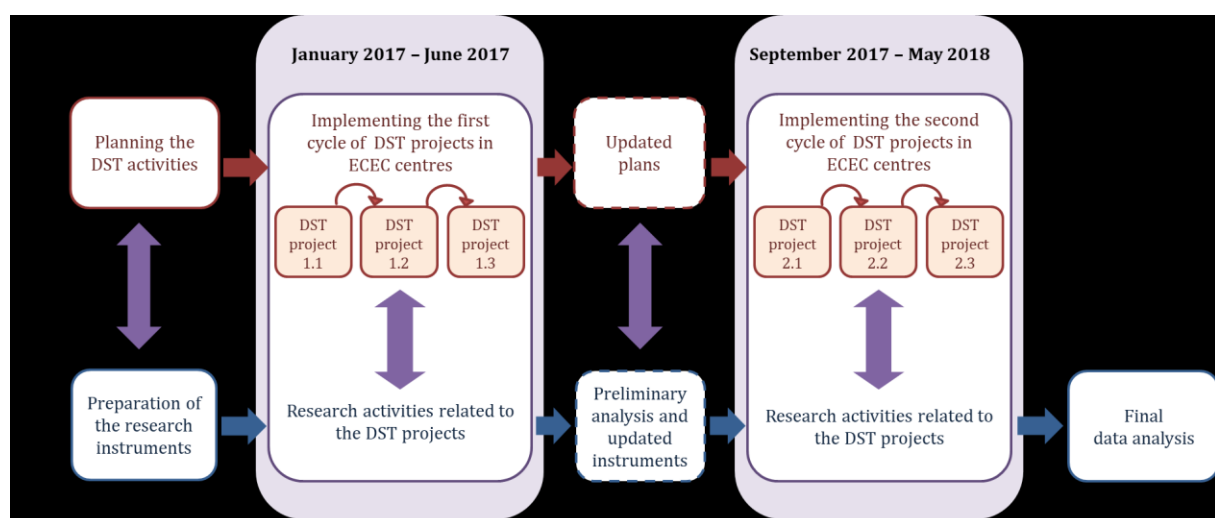 January 2017 – June 2017
September 2017 – May 2018
Planning the
DST activities
Implementing the first
cycle of DST projects in
ECEC centres
DST
project
1.1
DST
project
1.2
DST
project
1.3
Updated
plans
Implementing the second
cycle of DST projects in
ECEC centres
DST
project
2.1
DST
project
2.2
DST
project
2.3
Preparation of
the research
instruments
Research activities related to
the DST projects
Preliminary
analysis and
updated
instruments
Research activities related to
the DST projects
Final
data analysis